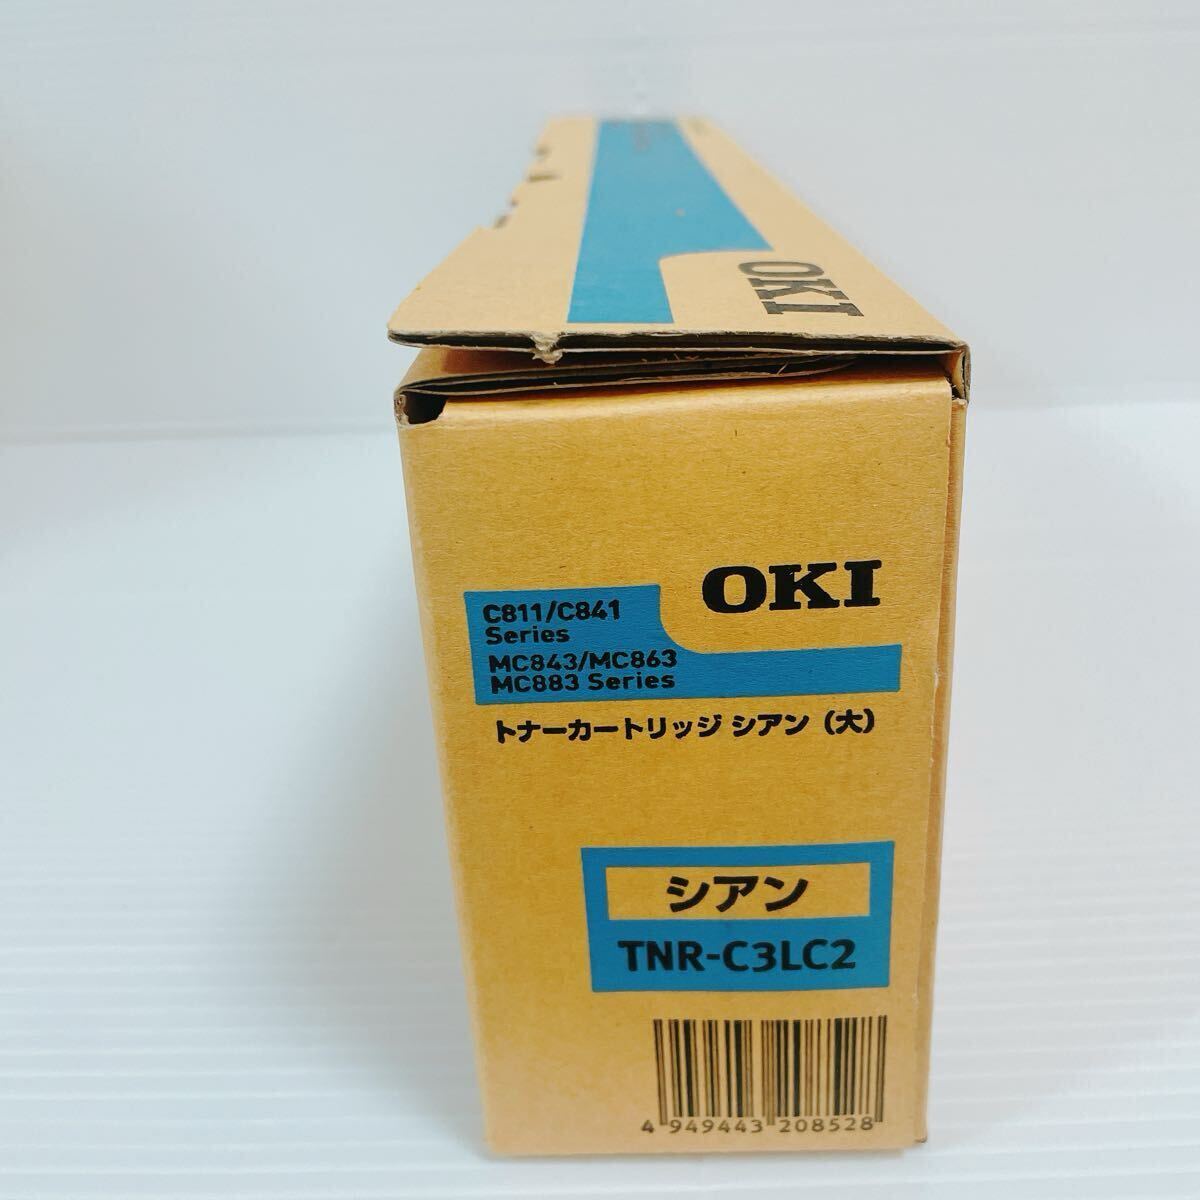 OKI
OKI
C811/C841
Series
MC843/MC863
MC883 Series
トナーカートリッジ シアン（大）
シアン
TNR-C3LC2
4 949443 208528